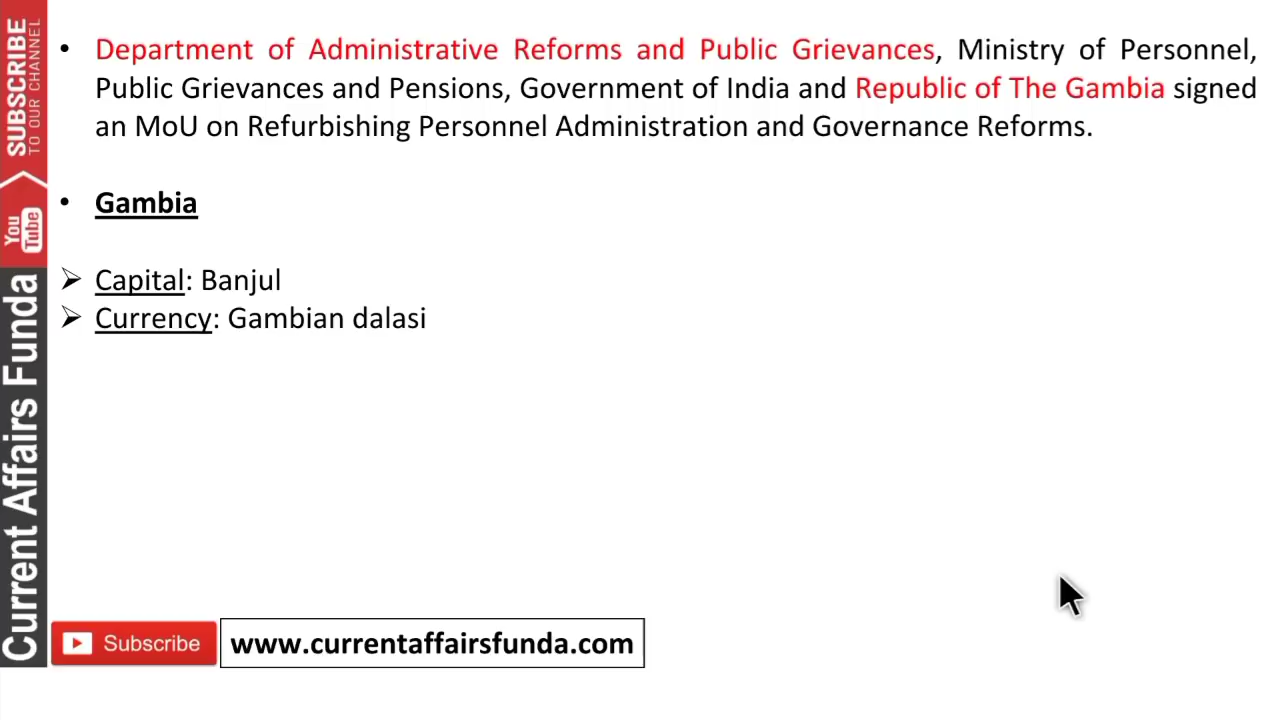 • Department of Administrative Reforms and Public Grievances, Ministry of Personnel,
Public Grievances and Pensions, Government of India and Republic of The Gambia signed
an MoU on Refurbishing Personnel Administration and Governance Reforms.
• Gambia
➢ Capital: Banjul
➢ Currency: Gambian dalasi
SUBSCRIBE
TO OUR CHANNEL
You
Tube
Current Affairs Funda
Subscribe
www.currentaffairsfunda.com